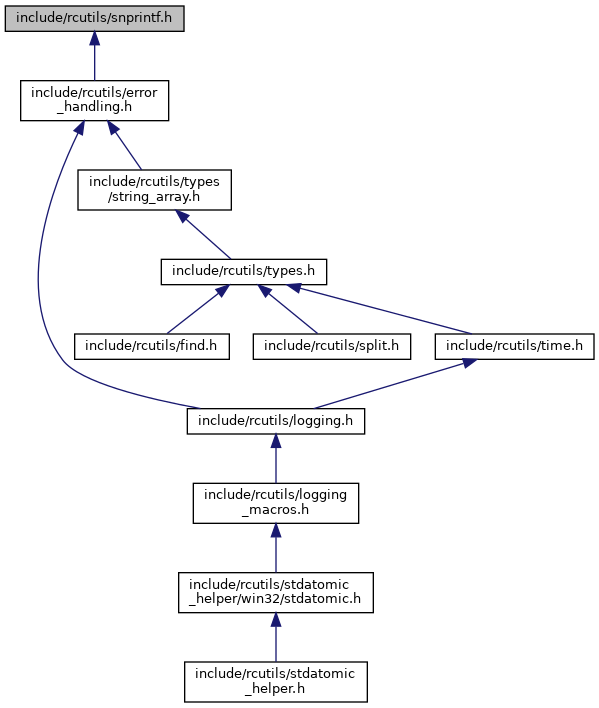 include/rcutils/snprintf.h
include/rcutils/error
_handling.h
include/rcutils/types
/string_array.h
include/rcutils/types.h
include/rcutils/find.h
include/rcutils/split.h
include/rcutils/time.h
include/rcutils/logging.h
include/rcutils/logging
_macros.h
include/rcutils/stdatomic
_helper/win32/stdatomic.h
include/rcutils/stdatomic
_helper.h